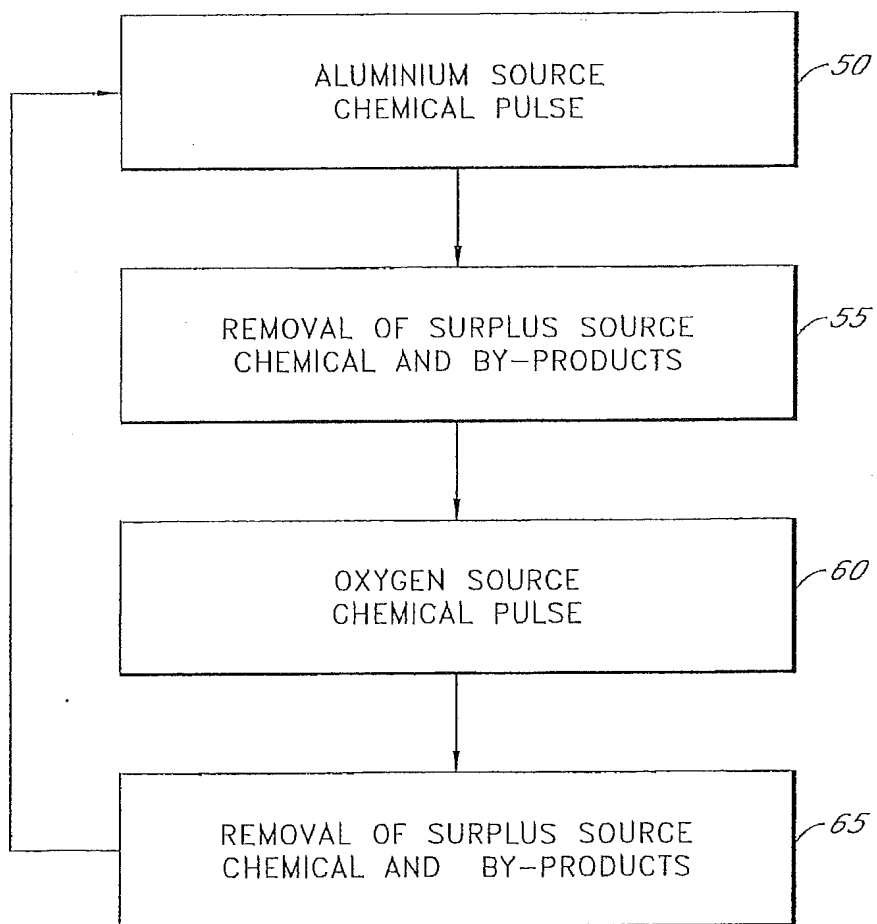 ALUMINIUM SOURCE
CHEMICAL PULSE
50
REMOVAL OF SURPLUS SOURCE
CHEMICAL AND BY-PRODUCTS
55
OXYGEN SOURCE
CHEMICAL PULSE
60
REMOVAL OF SURPLUS SOURCE
CHEMICAL AND BY-PRODUCTS
65